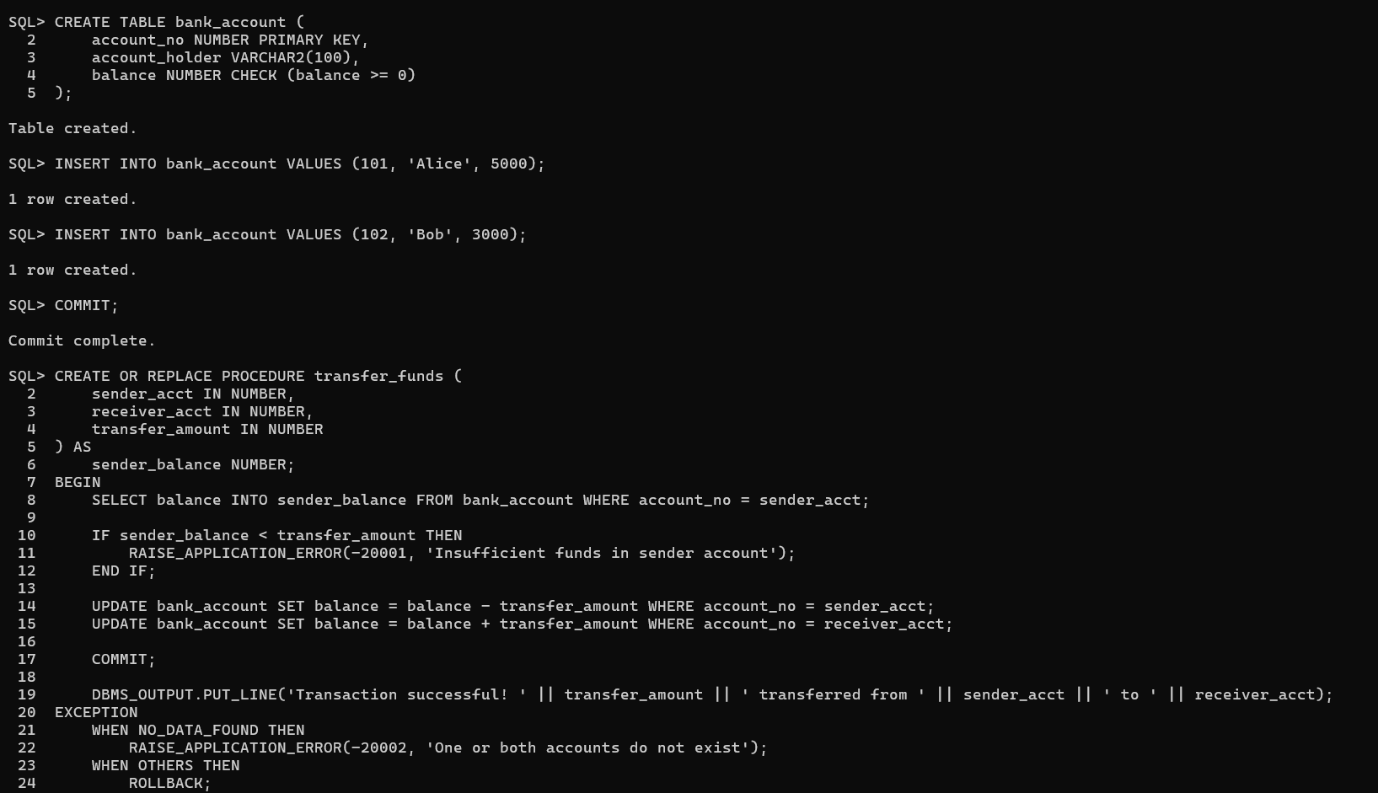 SQL> CREATE TABLE bank_account (
  2      account_no NUMBER PRIMARY KEY,
  3      account_holder VARCHAR2(100),
  4      balance NUMBER CHECK (balance >= 0)
  5  );
Table created.
SQL> INSERT INTO bank_account VALUES (101, 'Alice', 5000);
1 row created.
SQL> INSERT INTO bank_account VALUES (102, 'Bob', 3000);
1 row created.
SQL> COMMIT;
Commit complete.
SQL> CREATE OR REPLACE PROCEDURE transfer_funds (
  2      sender_acct IN NUMBER,
  3      receiver_acct IN NUMBER,
  4      transfer_amount IN NUMBER
  5  ) AS
  6      sender_balance NUMBER;
  7  BEGIN
  8      SELECT balance INTO sender_balance FROM bank_account WHERE account_no = sender_acct;
  9
 10      IF sender_balance < transfer_amount THEN
 11          RAISE_APPLICATION_ERROR(-20001, 'Insufficient funds in sender account');
 12      END IF;
 13
 14      UPDATE bank_account SET balance = balance - transfer_amount WHERE account_no = sender_acct;
 15      UPDATE bank_account SET balance = balance + transfer_amount WHERE account_no = receiver_acct;
 16
 17      COMMIT;
 18
 19      DBMS_OUTPUT.PUT_LINE('Transaction successful! ' || transfer_amount || ' transferred from ' || sender_acct || ' to ' || receiver_acct);
 20  EXCEPTION
 21      WHEN NO_DATA_FOUND THEN
 22          RAISE_APPLICATION_ERROR(-20002, 'One or both accounts do not exist');
 23      WHEN OTHERS THEN
 24          ROLLBACK;